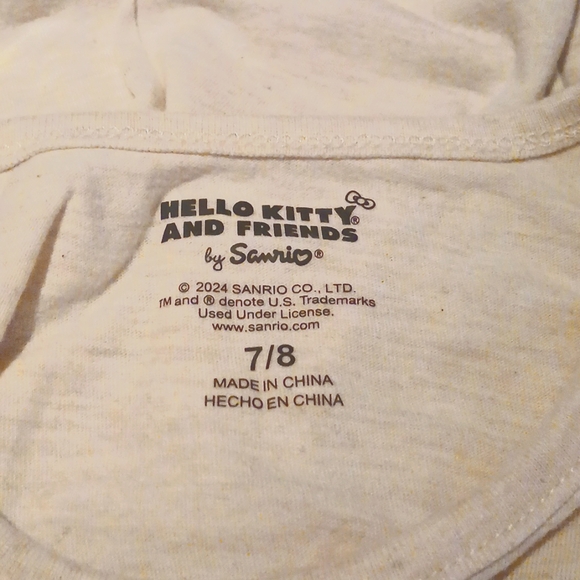 HELLO KITTY®
AND FRIENDS
by Sanrio®
© 2024 SANRIO CO., LTD.
TM and ® denote U.S. Trademarks
Used Under License.
www.sanrio.com
7/8
MADE IN CHINA
HECHO EN CHINA